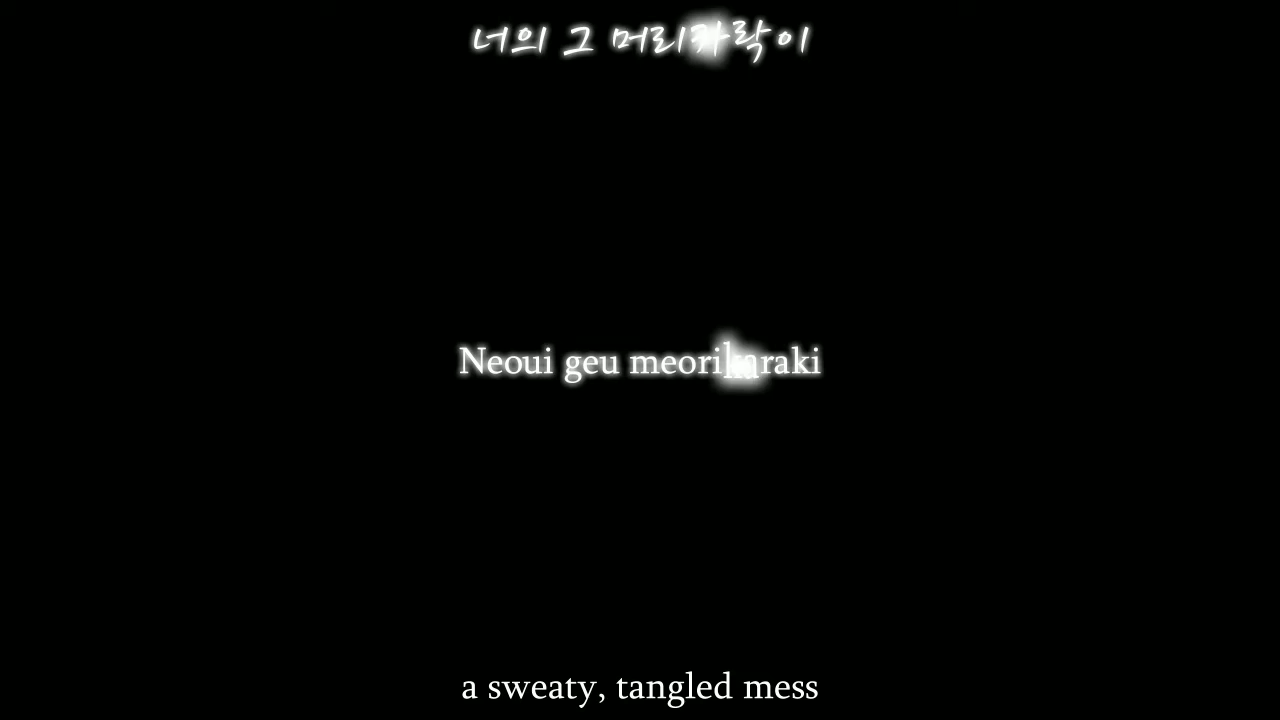 너의 그 머리카락이
Neoui geu meorikaraki
a sweaty, tangled mess